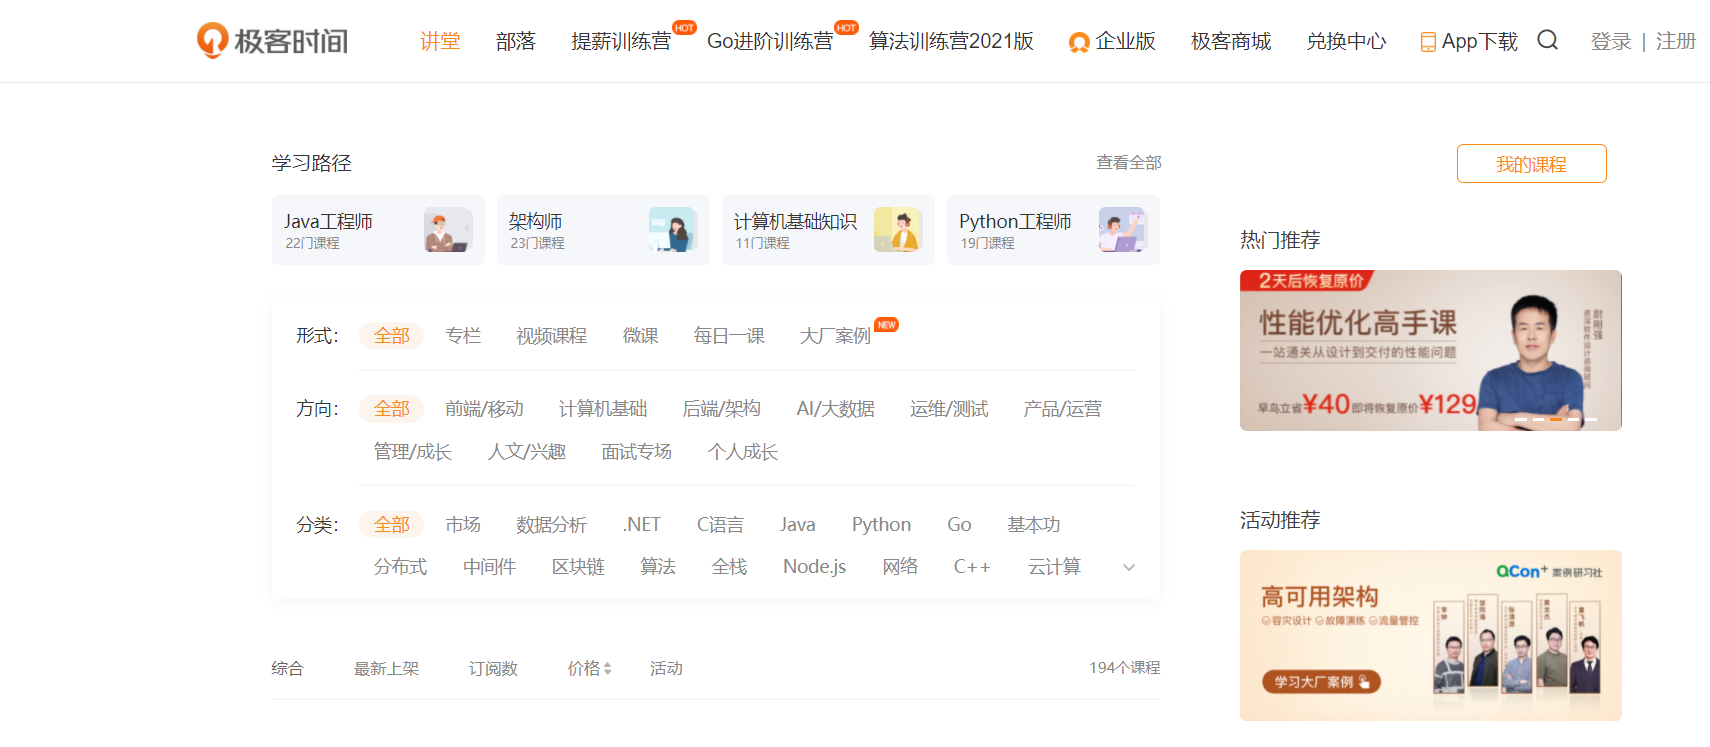 极客时间
讲堂 部落 提薪训练营 HOT Go进阶训练营 HOT 算法训练营2021版 企业版 极客商城 兑换中心 App下载 登录 | 注册
学习路径 查看全部
Java工程师
22门课程
架构师
23门课程
计算机基础知识
11门课程
Python工程师
19门课程
形式： 全部 专栏 视频课程 微课 每日一课 大厂案例 NEW
方向： 全部 前端/移动 计算机基础 后端/架构 AI/大数据 运维/测试 产品/运营
管理/成长 人文/兴趣 面试专场 个人成长
分类： 全部 市场 数据分析 .NET C语言 Java Python Go 基本功
分布式 中间件 区块链 算法 全栈 Node.js 网络 C++ 云计算
综合 最新上架 订阅数 价格 活动 194个课程
我的课程
热门推荐
2天后恢复原价
性能优化高手课
一站通关从设计到交付的性能问题
早鸟立省¥40即将恢复原价¥129
尉刚强
资深软件设计咨询顾问
活动推荐
QCon+ 案例研习社
高可用架构
容灾设计 故障演练 流量管控
学习大厂案例